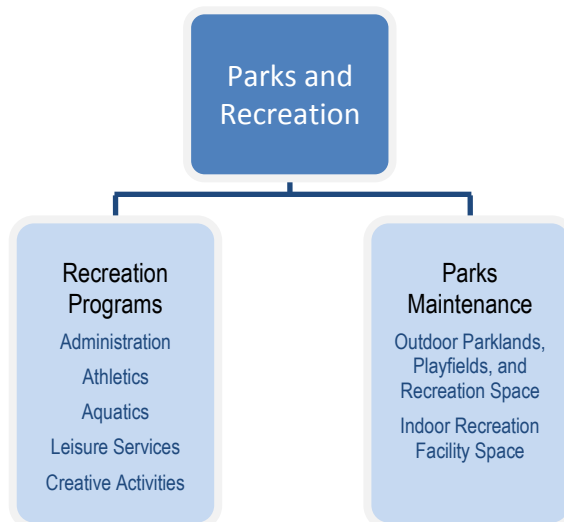 Parks and
Recreation
Recreation
Programs
Administration
Athletics
Aquatics
Leisure Services
Creative Activities
Parks
Maintenance
Outdoor Parklands,
Playfields, and
Recreation Space
Indoor Recreation
Facility Space